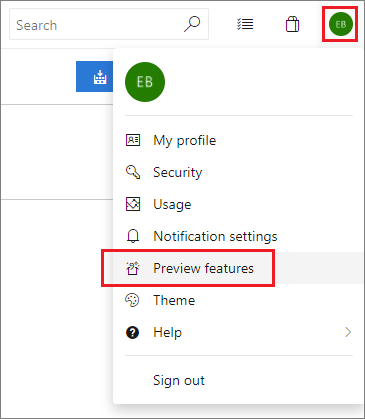 Search
EB
EB
My profile
Security
Usage
Notification settings
Preview features
Theme
Help
Sign out